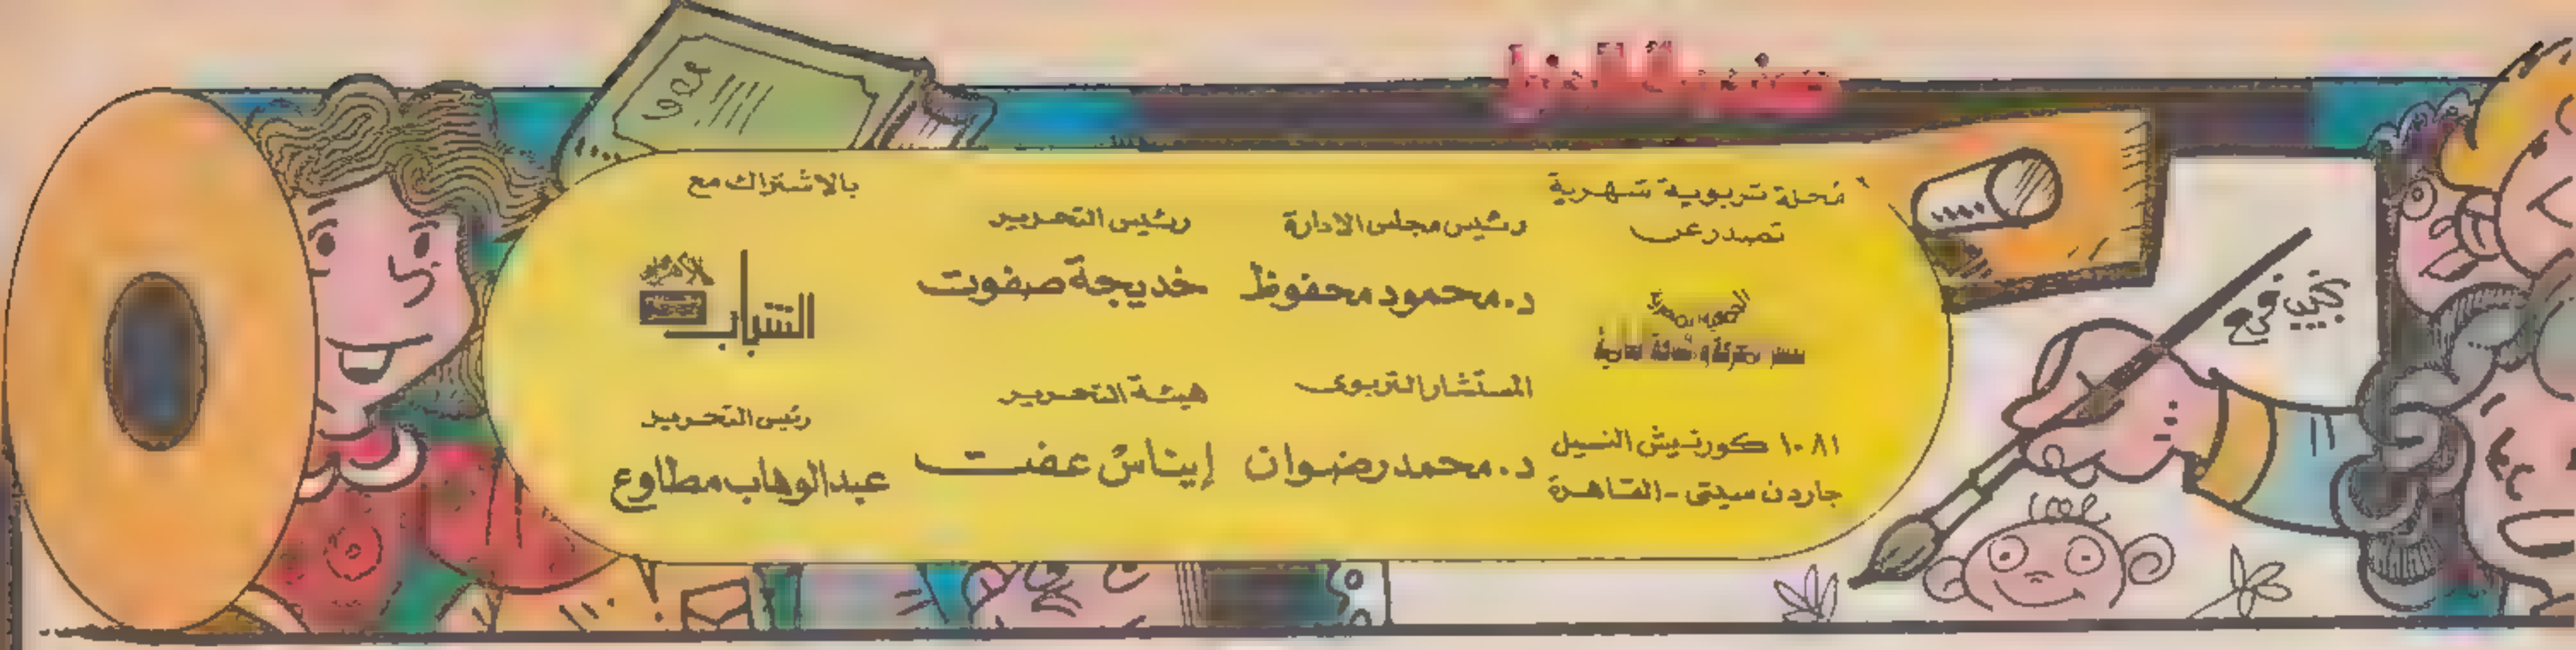 مجلة تربوية شهرية
تصدر عن
١٠٨١ كورنيش النيل
جاردن سيتى - القاهرة
رئيس مجلس الادارة
د. محمود محفوظ
المستشار التربوى
د. محمد رضوان
رئيس التحرير
خديجة صفوت
هيئة التحرير
إيناس عفت
بالاشتراك مع
الأهرام
الشباب
رئيس التحرير
عبدالوهاب مطاوع